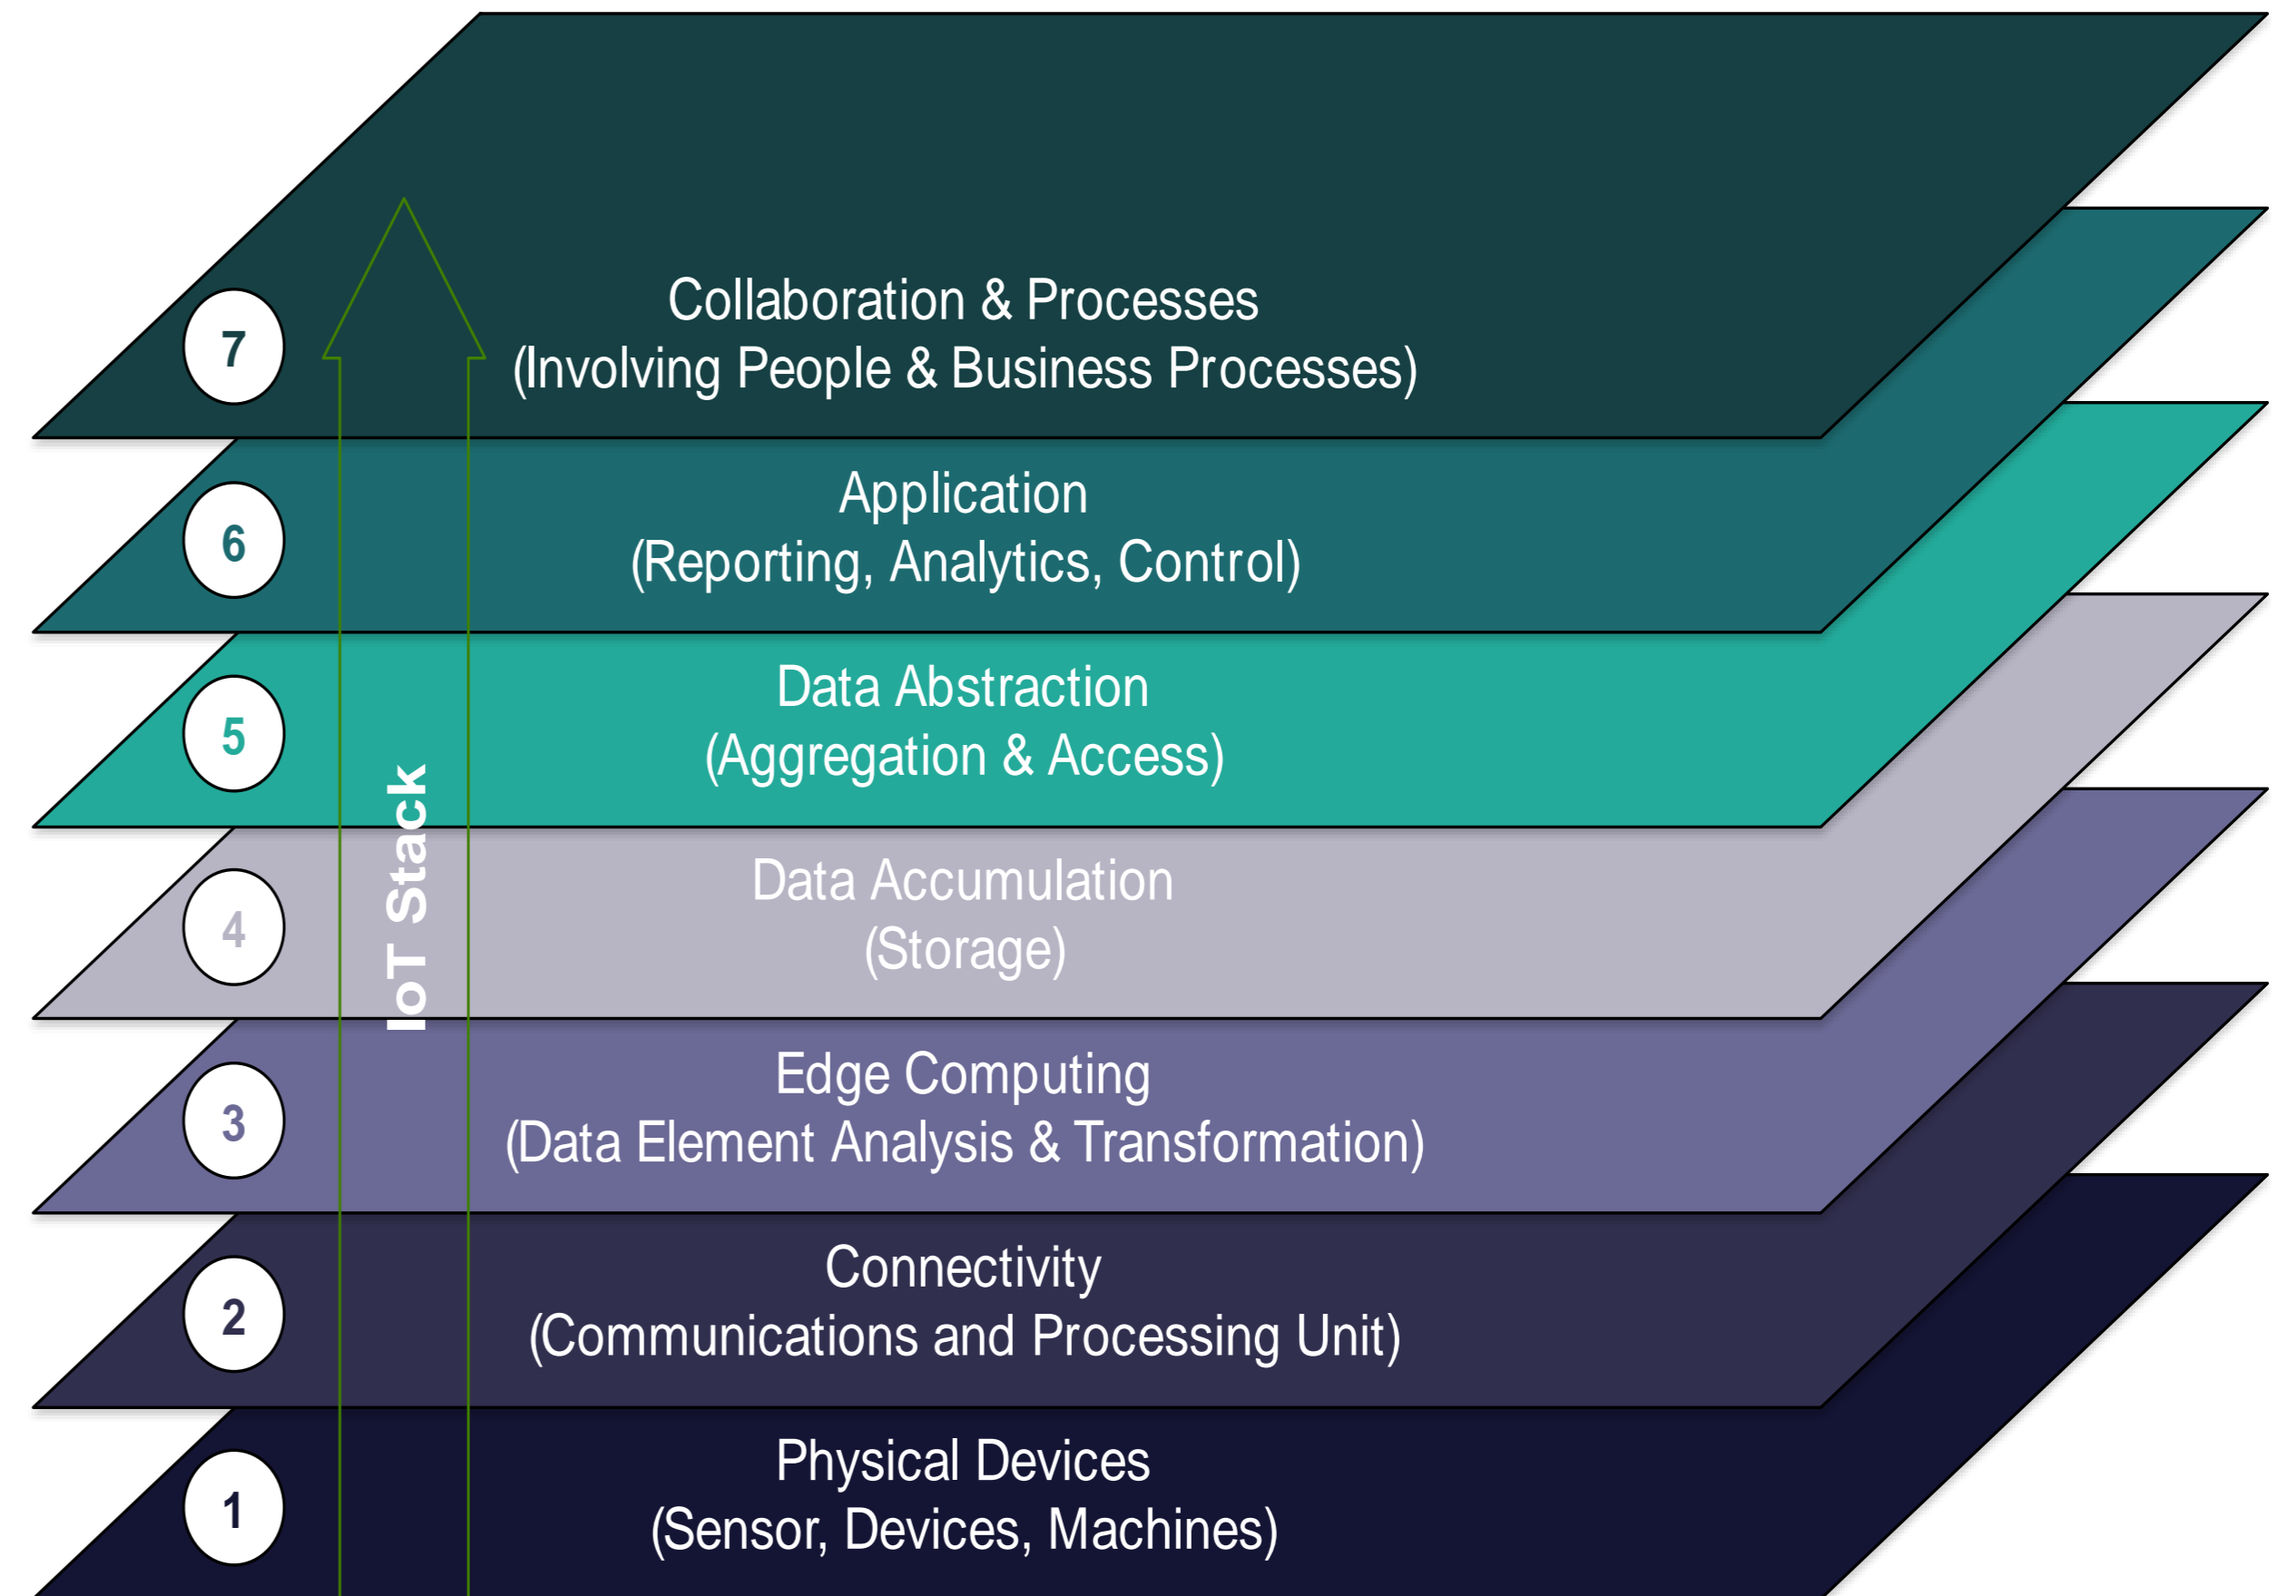 7
Collaboration & Processes
(Involving People & Business Processes)
6
Application
(Reporting, Analytics, Control)
5
Data Abstraction
(Aggregation & Access)
IoT Stack
4
Data Accumulation
(Storage)
3
Edge Computing
(Data Element Analysis & Transformation)
2
Connectivity
(Communications and Processing Unit)
1
Physical Devices
(Sensor, Devices, Machines)